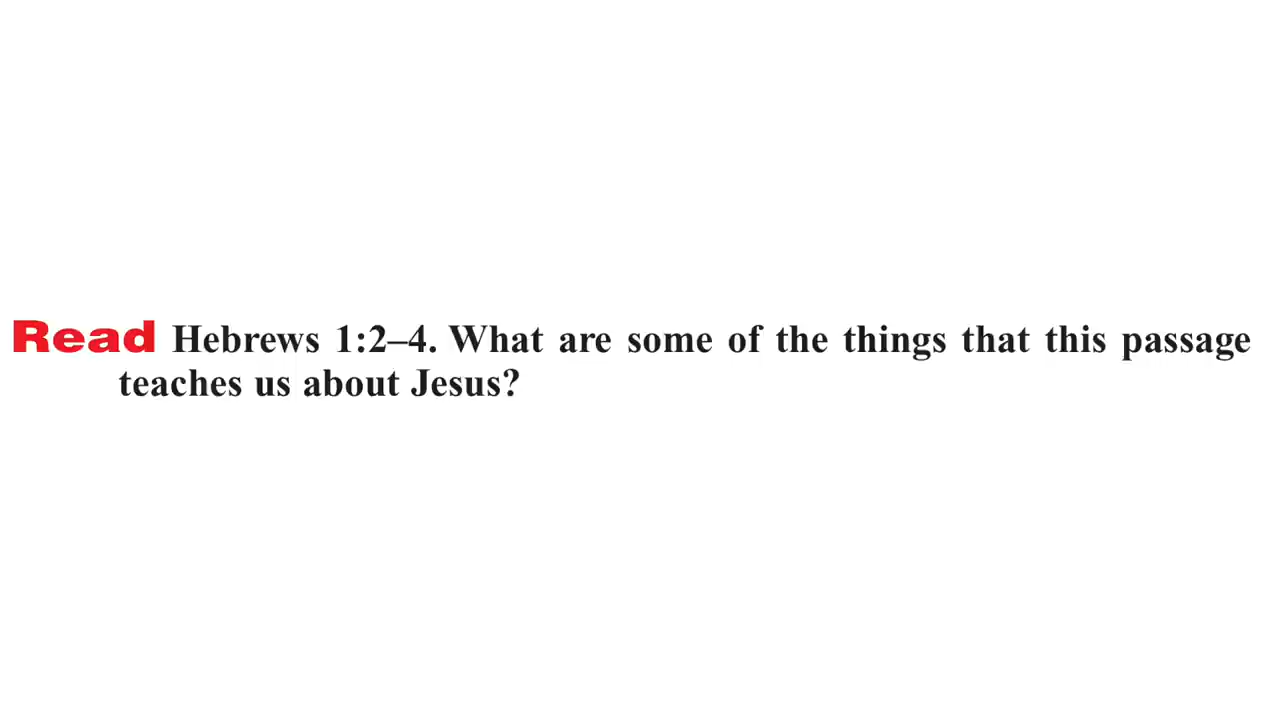 Read Hebrews 1:2–4. What are some of the things that this passage
teaches us about Jesus?